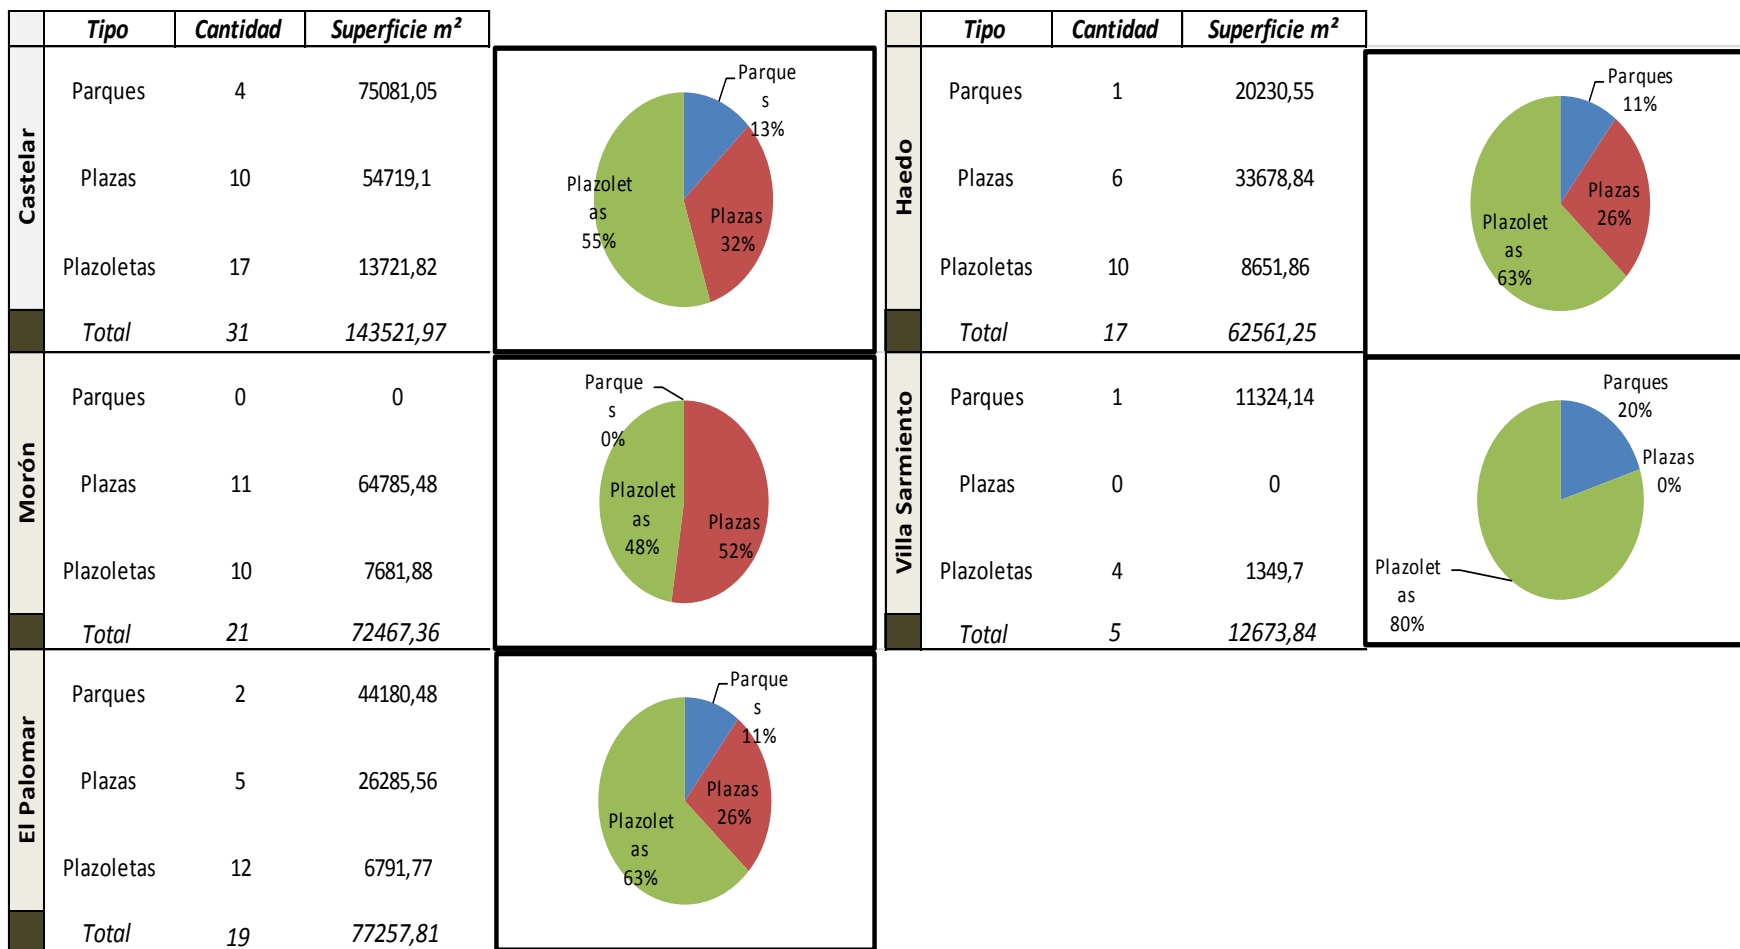 Tipo Cantidad Superficie m²
Castelar
Parques 4 75081,05
Plazas 10 54719,1
Plazoletas 17 13721,82
Total 31 143521,97
Parque
s
13%
Plazas
32%
Plazolet
as
55%
Tipo Cantidad Superficie m²
Haedo
Parques 1 20230,55
Plazas 6 33678,84
Plazoletas 10 8651,86
Total 17 62561,25
Parques
11%
Plazas
26%
Plazolet
as
63%
Morón
Parques 0 0
Plazas 11 64785,48
Plazoletas 10 7681,88
Total 21 72467,36
Parque
s
0%
Plazas
52%
Plazolet
as
48%
Villa Sarmiento
Parques 1 11324,14
Plazas 0 0
Plazoletas 4 1349,7
Total 5 12673,84
Parques
20%
Plazas
0%
Plazolet
as
80%
El Palomar
Parques 2 44180,48
Plazas 5 26285,56
Plazoletas 12 6791,77
Total 19 77257,81
Parque
s
11%
Plazas
26%
Plazolet
as
63%